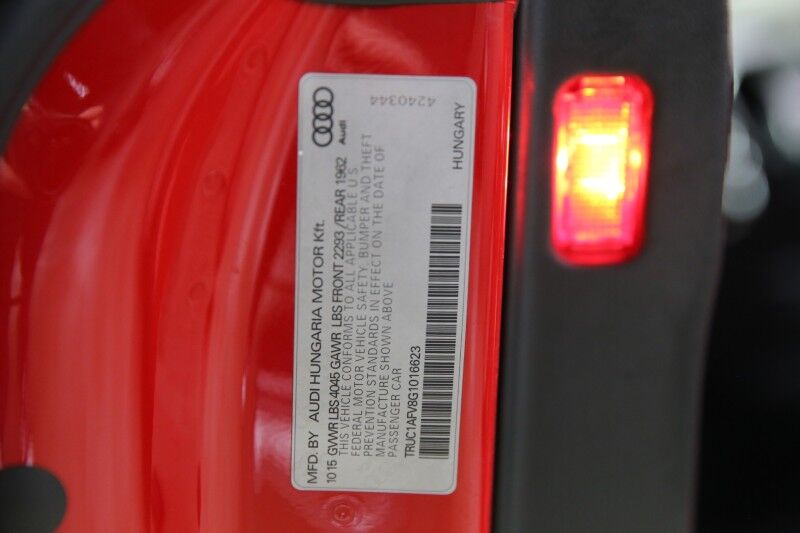 4240344
Audi
MFD. BY AUDI HUNGARIA MOTOR Kft.
10 15 GVWR LBS 4045 GAWR LBS FRONT 2293 /REAR 1962
THIS VEHICLE CONFORMS TO ALL APPLICABLE U S
FEDERAL MOTOR VEHICLE SAFETY, BUMPER AND THEFT
PREVENTION STANDARDS IN EFFECT ON THE DATE OF
MANUFACTURE SHOWN ABOVE
PASSENGER CAR
TRUC1AFV8G1016623
HUNGARY